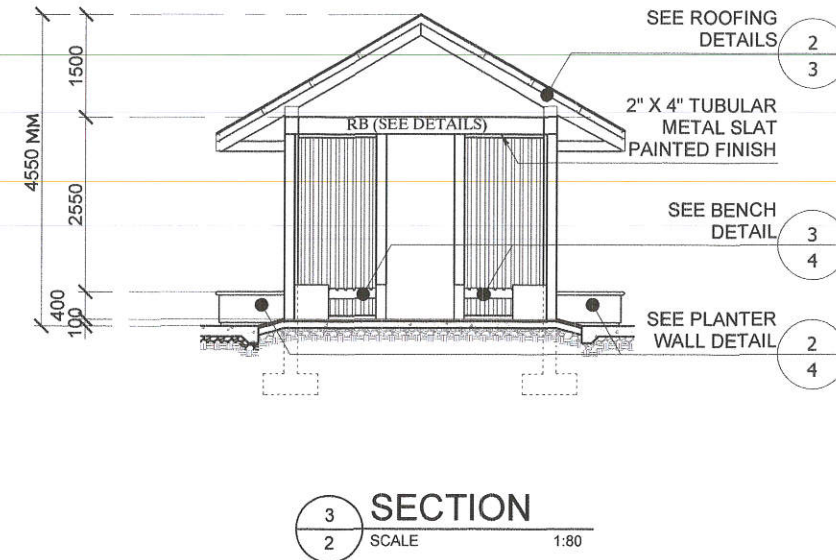 SEE ROOFING
DETAILS
2
3
2" X 4" TUBULAR
METAL SLAT
PAINTED FINISH
RB (SEE DETAILS)
SEE BENCH
DETAIL
3
4
SEE PLANTER
WALL DETAIL
2
4
4550 MM
1500
2550
400
100
3
2
SECTION
SCALE 1:80